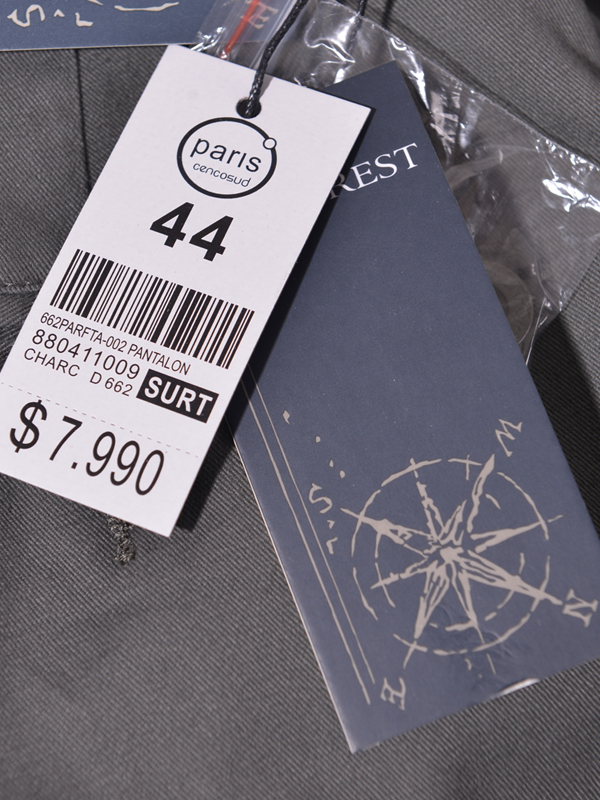 paris
cencosud
44
662PARFTA-002 PANTALON
880411009
CHARC D 662 SURT
$7.990
REST
W
S
N
E